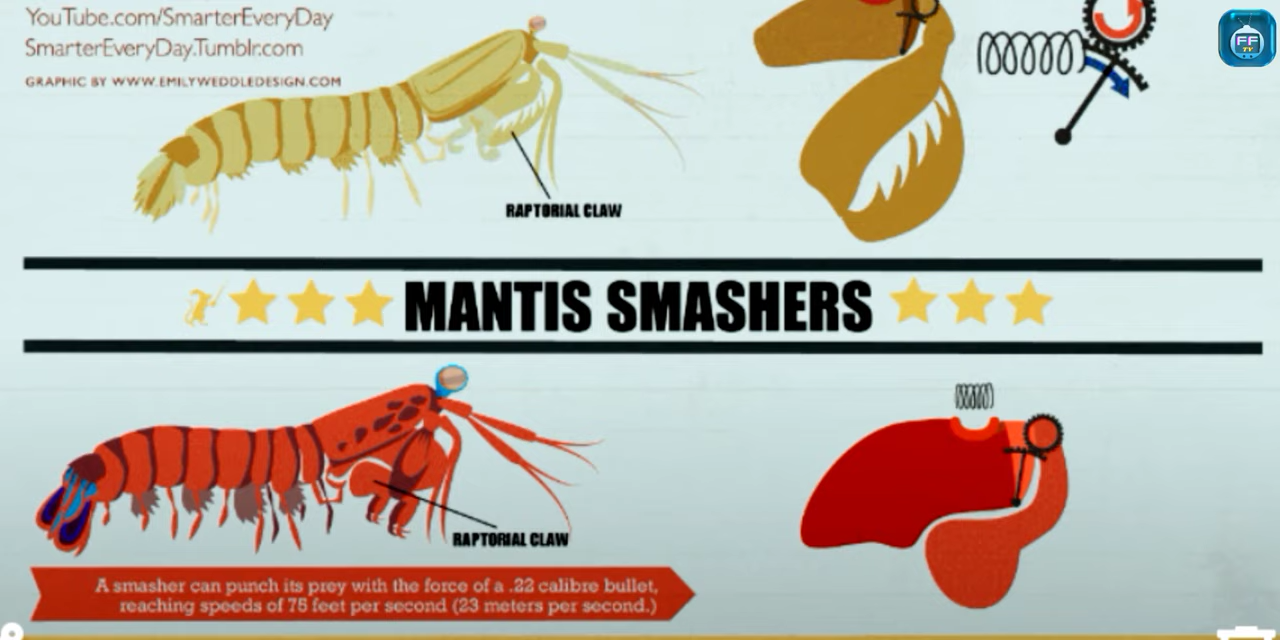 YouTube.com/SmarterEveryDay
SmarterEveryDay.Tumblr.com
GRAPHIC BY WWW.EMILYWEDDLEDESIGN.COM
FF
TV
RAPTORIAL CLAW
MANTIS SMASHERS
RAPTORIAL CLAW
A smasher can punch its prey with the force of a .22 calibre bullet,
reaching speeds of 75 feet per second (23 meters per second.)